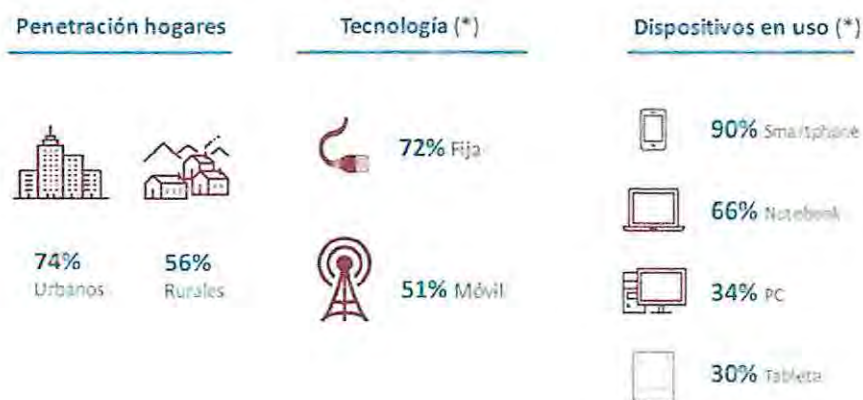 Penetración hogares
74%
Urbanos
56%
Rurales
Tecnología (*)
72% Fija
51% Móvil
Dispositivos en uso (*)
90% Smartphone
66% Notebook
34% PC
30% Tableta